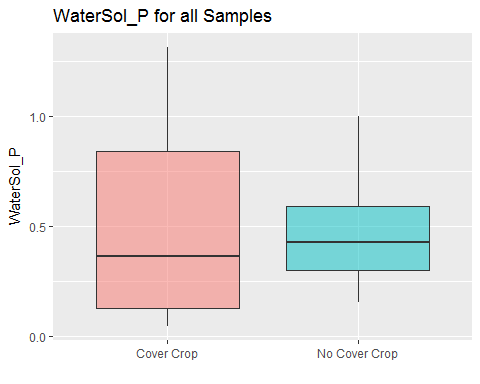 WaterSol_P for all Samples
WaterSol_P
1.0
0.5
0.0
Cover Crop
No Cover Crop